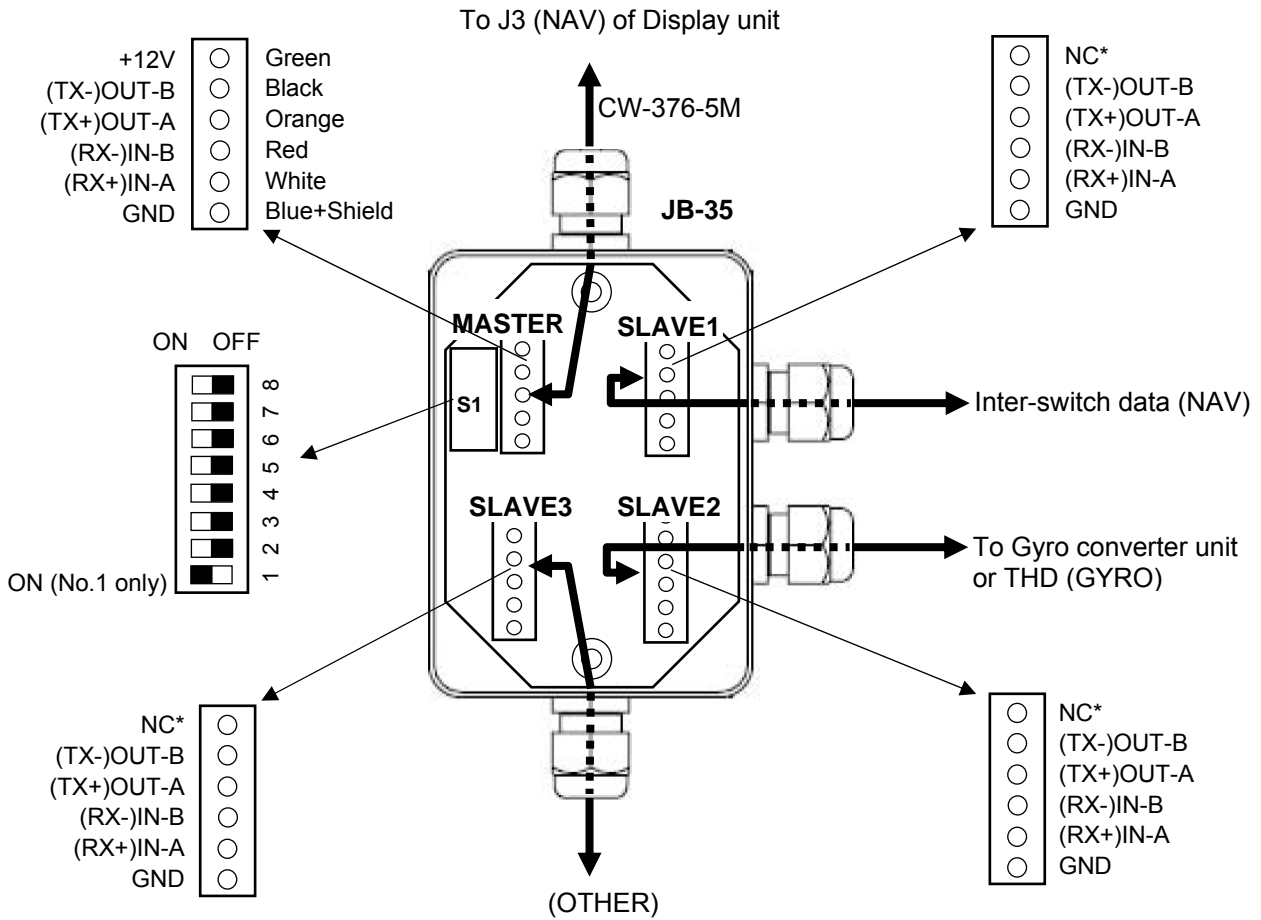 To J3 (NAV) of Display unit
+12V Green
(TX-)OUT-B Black
(TX+)OUT-A Orange
(RX-)IN-B Red
(RX+)IN-A White
GND Blue+Shield
CW-376-5M
JB-35
NC*
(TX-)OUT-B
(TX+)OUT-A
(RX-)IN-B
(RX+)IN-A
GND
MASTER
SLAVE1
S1
ON OFF
8
7
6
5
4
3
2
1
ON (No.1 only)
Inter-switch data (NAV)
SLAVE3
SLAVE2
To Gyro converter unit
or THD (GYRO)
NC*
(TX-)OUT-B
(TX+)OUT-A
(RX-)IN-B
(RX+)IN-A
GND
NC*
(TX-)OUT-B
(TX+)OUT-A
(RX-)IN-B
(RX+)IN-A
GND
(OTHER)